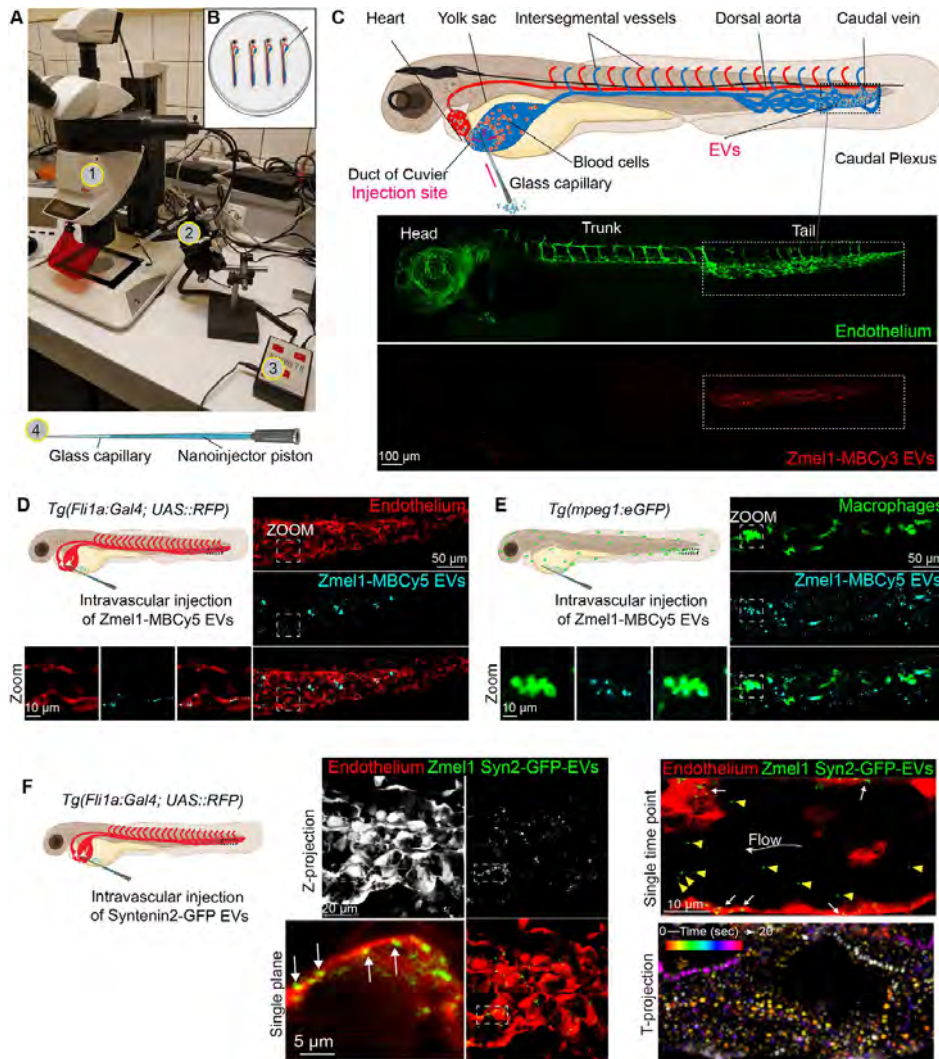 A
B
1
2
3
4
Glass capillary
Nanoinjector piston
C
Heart
Yolk sac
Intersegmental vessels
Dorsal aorta
Caudal vein
EVs
Blood cells
Duct of Cuvier
Injection site
Glass capillary
Caudal Plexus
Head
Trunk
Tail
Endothelium
100 µm
Zmel1-MBCy3 EVs
D
Tg(Fli1a:Gal4; UAS::RFP)
Intravascular injection
of Zmel1-MBCy5 EVs
Endothelium
ZOOM
50 µm
Zmel1-MBCy5 EVs
Zoom
10 µm
E
Tg(mpeg1:eGFP)
Intravascular injection
of Zmel1-MBCy5 EVs
Macrophages
ZOOM
50 µm
Zmel1-MBCy5 EVs
Zoom
10 µm
F
Tg(Fli1a:Gal4; UAS::RFP)
Intravascular injection
of Syntenin2-GFP EVs
Endothelium Zmel1 Syn2-GFP-EVs
Z-projection
20 µm
Single plane
5 µm
Endothelium Zmel1 Syn2-GFP-EVs
Single time point
Flow
10 µm
0—Time (sec) 20
T-projection